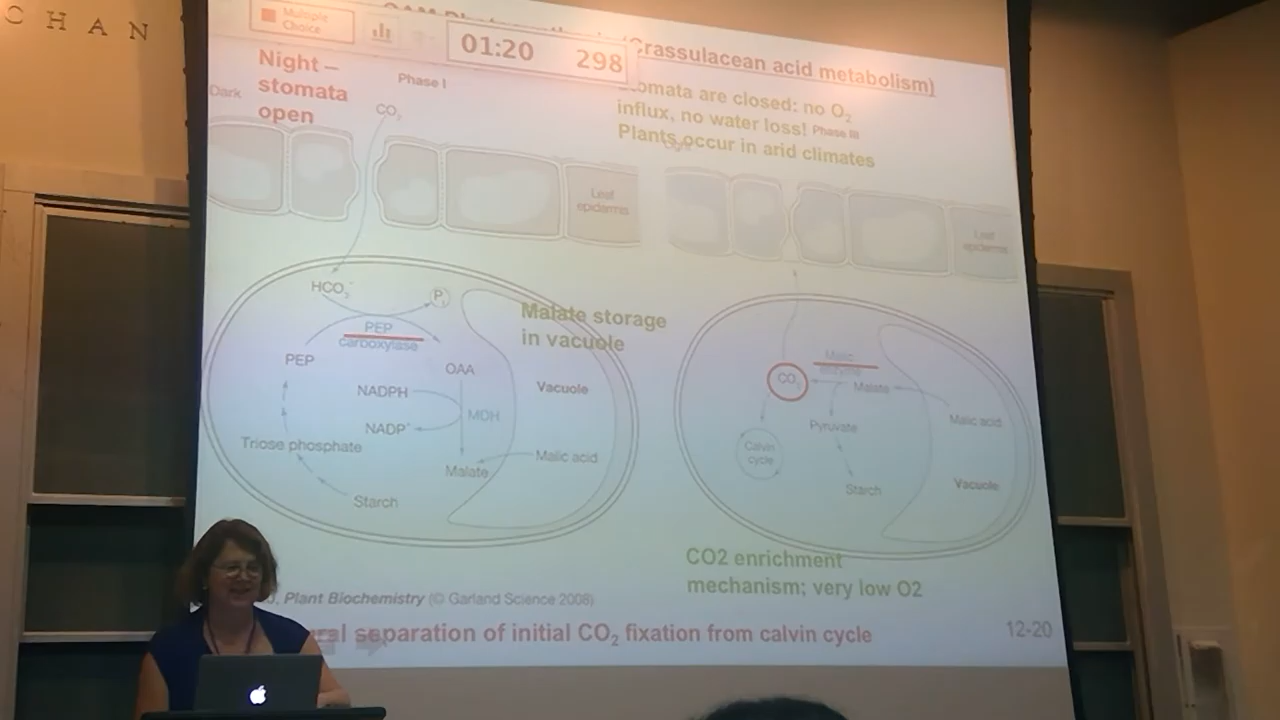 CHAN
Multiple
Choice
01:20 298
(Crassulacean acid metabolism)
Night –
stomata
open
Dark
Phase I
CO2
stomata are closed: no O2
influx, no water loss! Phase III
Plants occur in arid climates
Leaf
epidermis
Leaf
epidermis
HCO3-
Pi
PEP
carboxylase
PEP
OAA
NADPH
NADP+
MDH
Triose phosphate
Malate
Starch
Malate storage
in vacuole
Vacuole
Malic acid
CO2
Malic
Malate
Malic acid
Pyruvate
Calvin
cycle
Starch
Vacuole
CO2 enrichment
mechanism; very low O2
Plant Biochemistry (© Garland Science 2008)
ral separation of initial CO2 fixation from calvin cycle
12-20